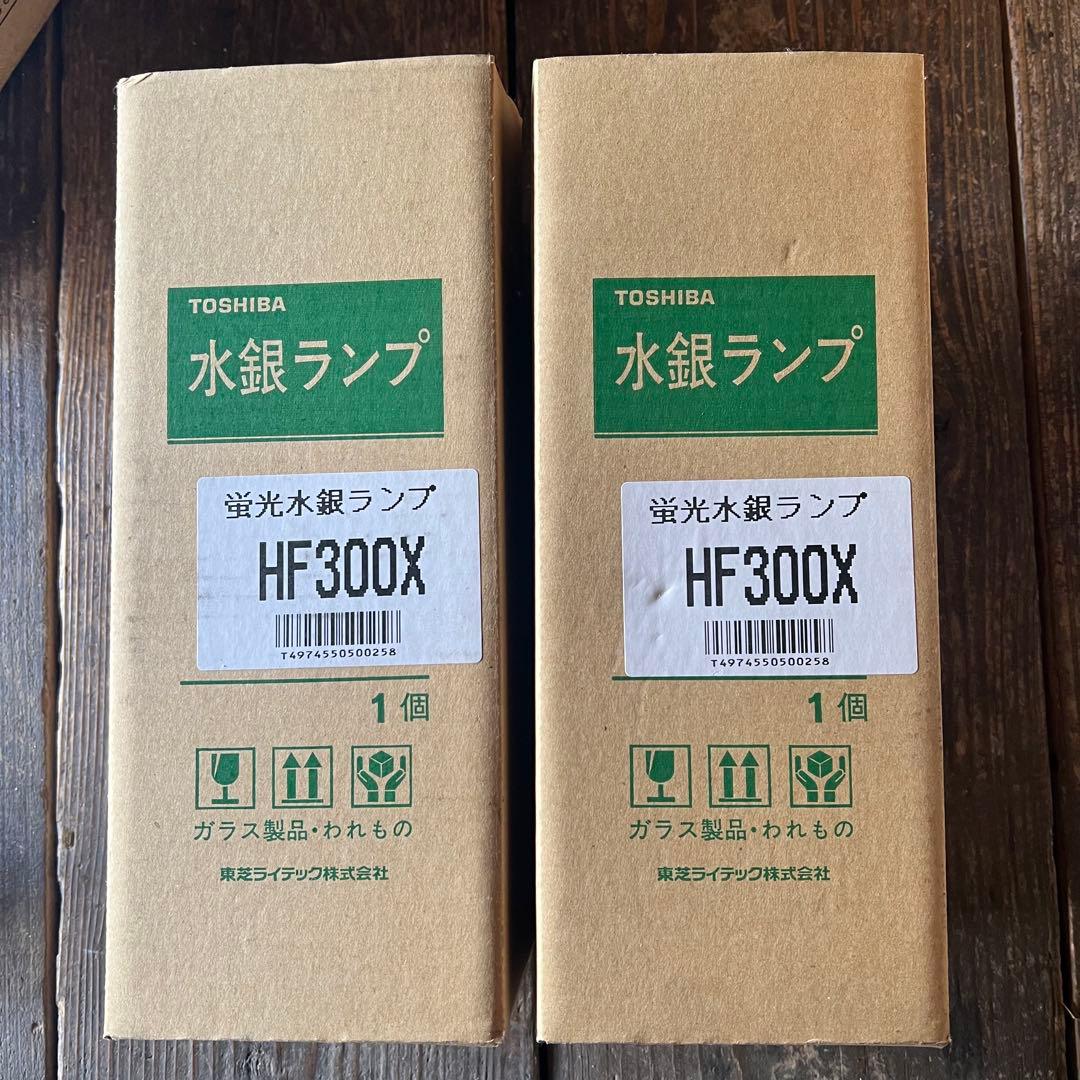 TOSHIBA
水銀ランプ
蛍光水銀ランプ
HF300X
T4974550500258
1個
ガラス製品・われもの
東芝ライテック株式会社
TOSHIBA
水銀ランプ
蛍光水銀ランプ
HF300X
T4974550500258
1個
ガラス製品・われもの
東芝ライテック株式会社